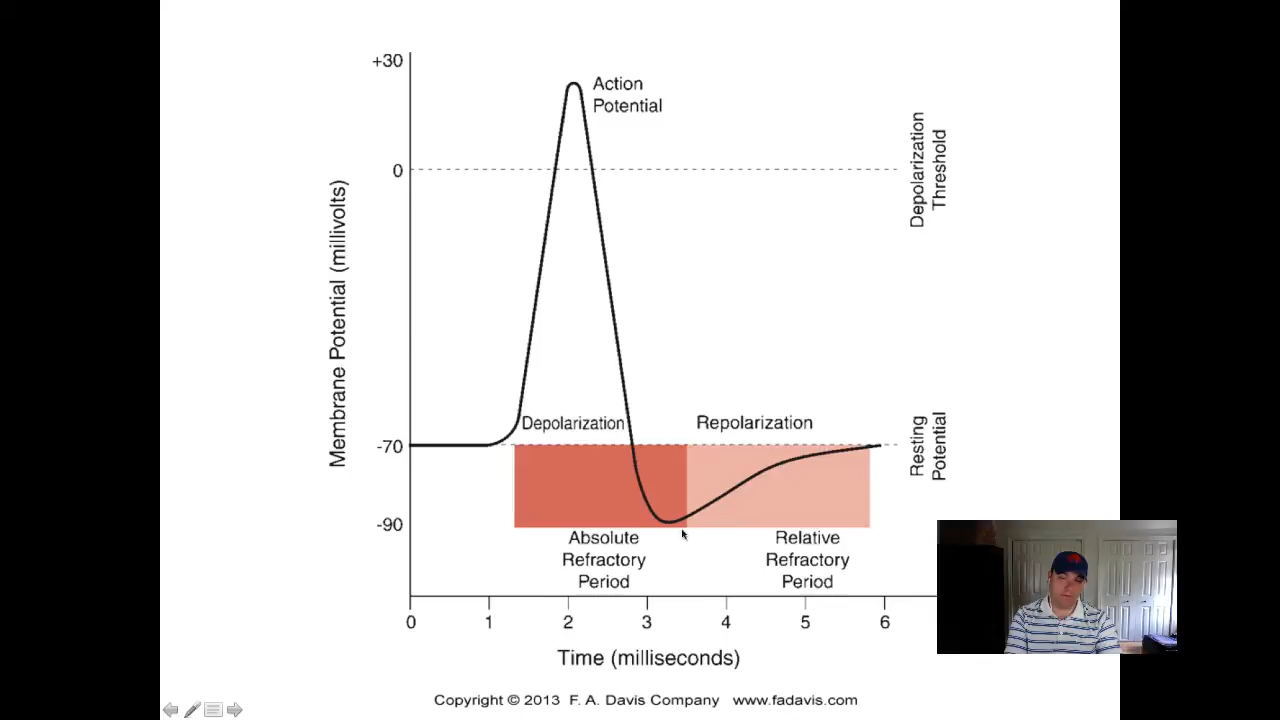 +30
Action
Potential
0
Depolarization
Threshold
Membrane Potential (millivolts)
Depolarization
Repolarization
-70
Resting
Potential
-90
Absolute
Refractory
Period
Relative
Refractory
Period
0 1 2 3 4 5 6
Time (milliseconds)
Copyright © 2013 F. A. Davis Company www.fadavis.com